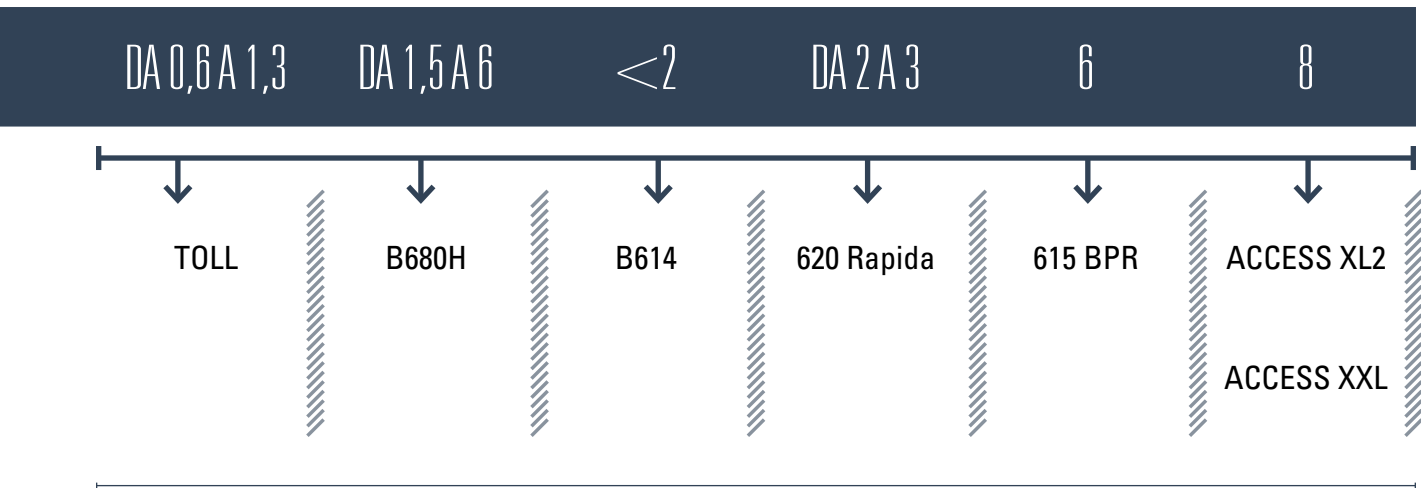 DA 0,6 A 1,3 DA 1,5 A 6 <2 DA 2 A 3 6 8
TOLL B680H B614 620 Rapida 615 BPR ACCESS XL2
ACCESS XXL